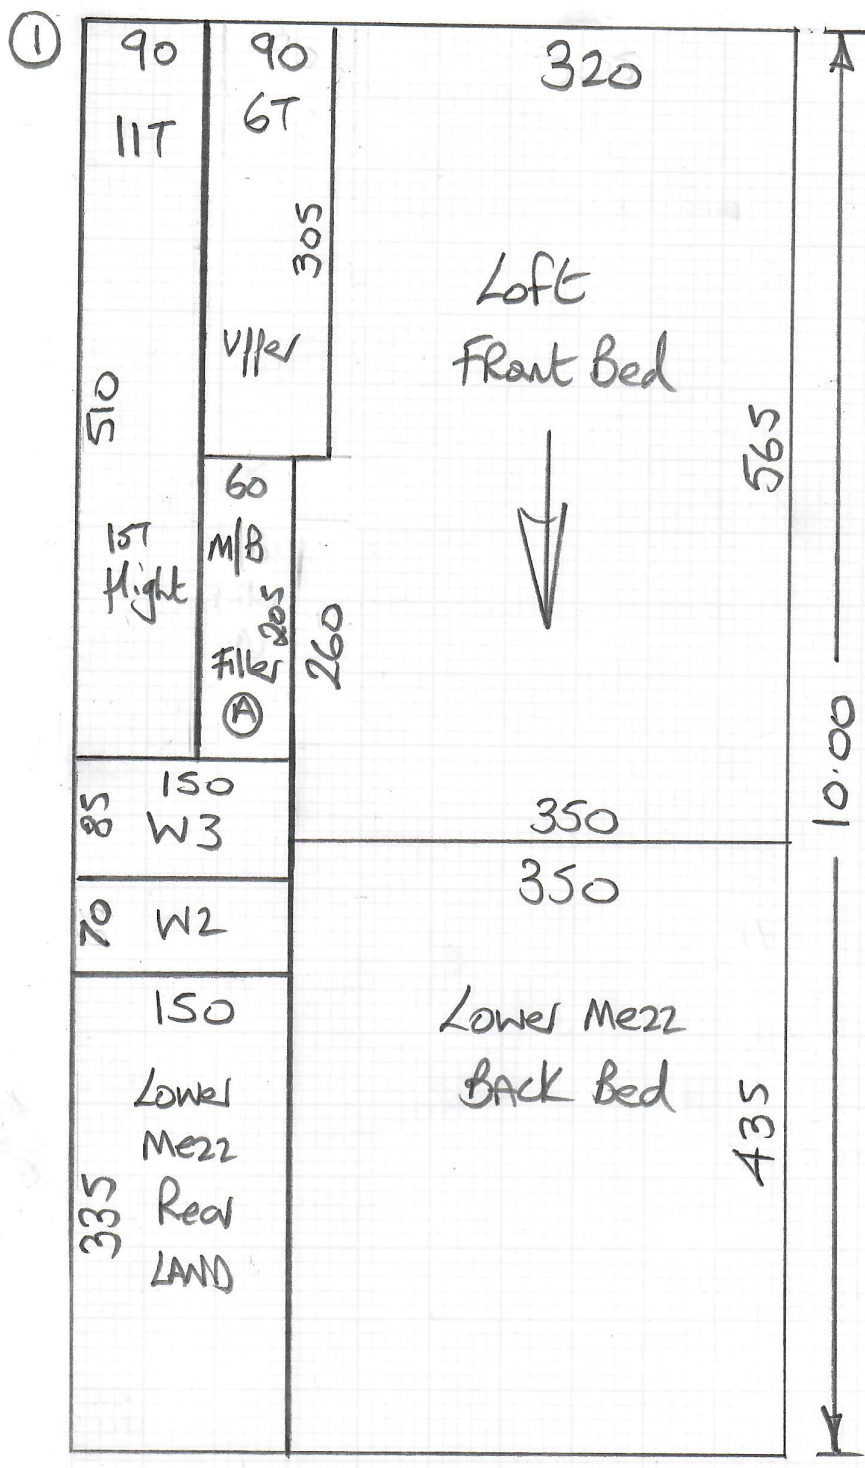 ①
90
11T
510
1ST
flight
90
6T
305
Upper
60
M/B
205
Filler
Ⓐ
260
320
Loft
Front Bed
565
350
10.00
150
85
W3
70
W2
150
Lower
Mezz
Rear
LAND
335
350
Lower Mezz
BACK Bed
435